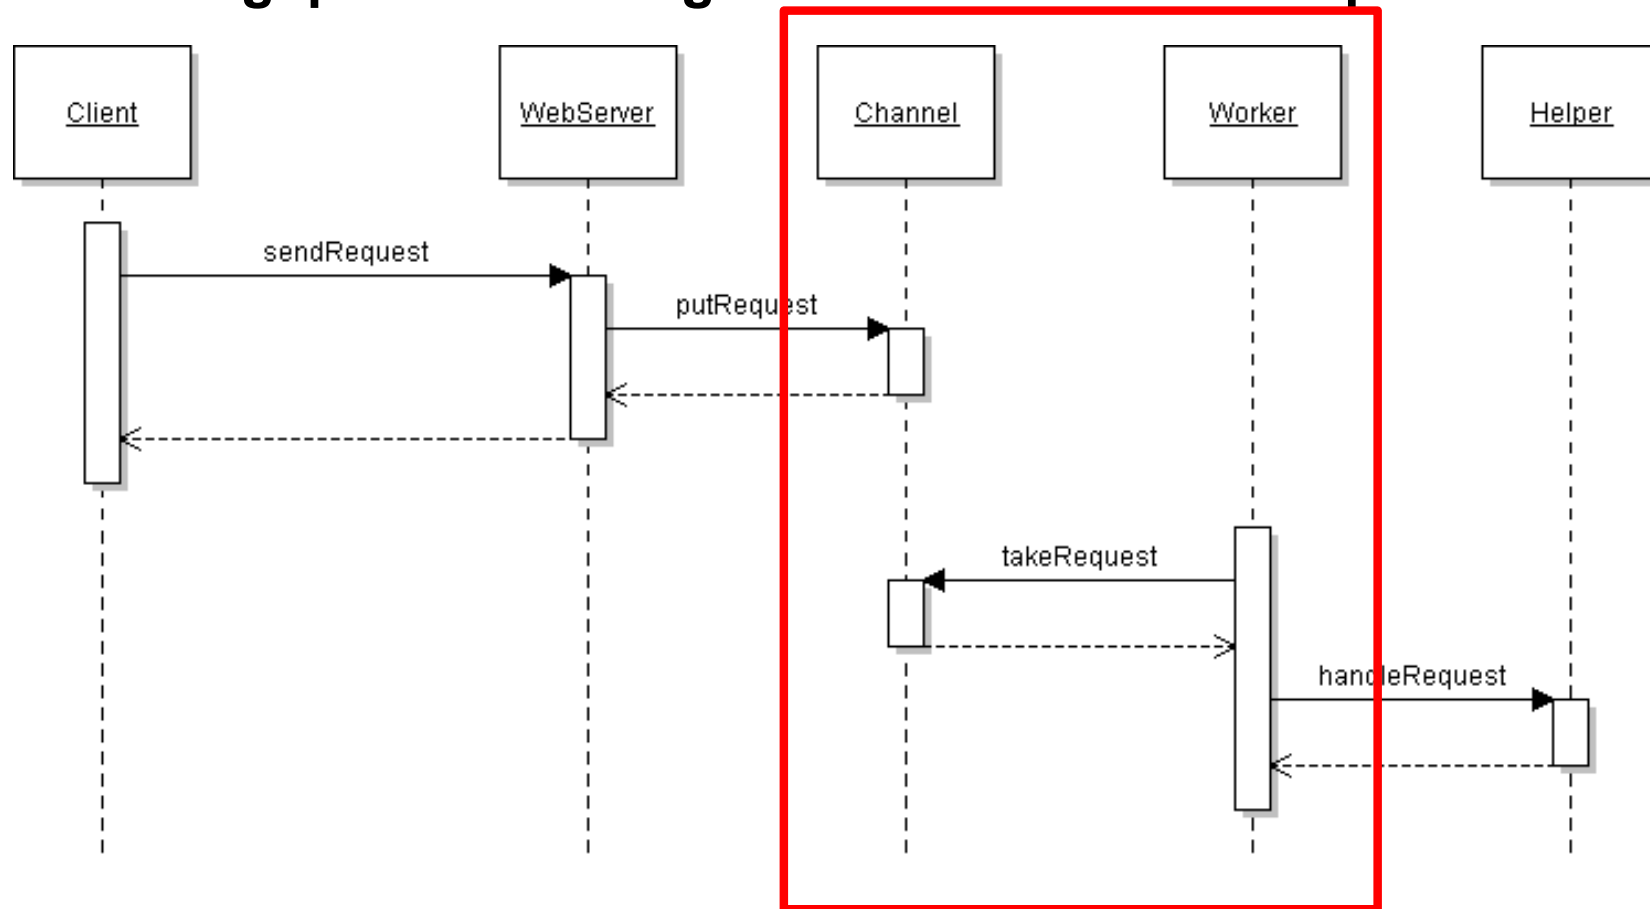 Client
WebServer
Channel
Worker
Helper
sendRequest
putRequest
takeRequest
handleRequest